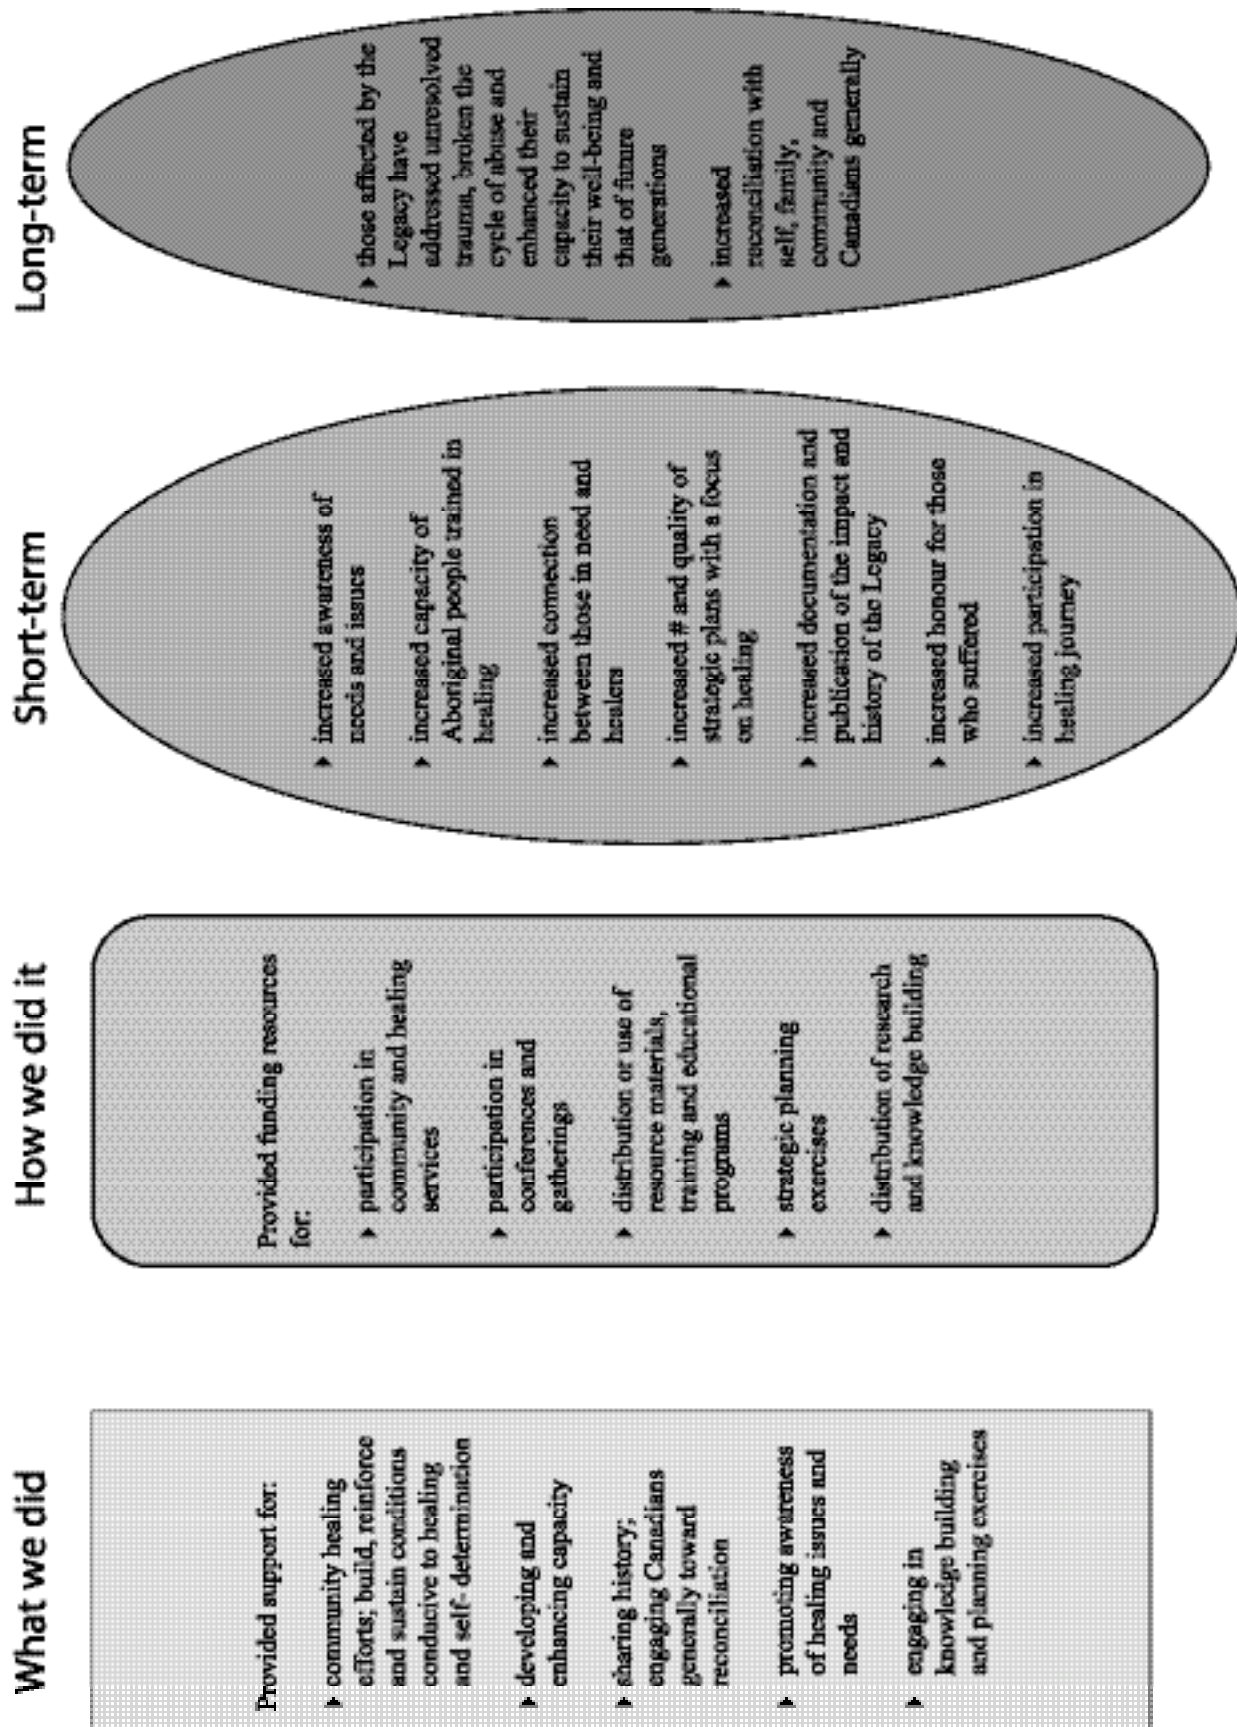 What we did
Provided support for:
▸ community healing
efforts; build, reinforce
and sustain conditions
conducive to healing
and self- determination
▸ developing and
enhancing capacity
▸ sharing history;
engaging Canadians
generally toward
reconciliation
▸ promoting awareness
of healing issues and
needs
▸ engaging in
knowledge building
and planning exercises
How we did it
Provided funding resources
for:
▸ participation in
community and healing
services
▸ participation in
conferences and
gatherings
▸ distribution or use of
resource materials,
training and educational
programs
▸ strategic planning
exercises
▸ distribution of research
and knowledge building
Short-term
▸ increased awareness of
needs and issues
▸ increased capacity of
Aboriginal people trained in
healing
▸ increased connection
between those in need and
healers
▸ increased # and quality of
strategic plans with a focus
on healing
▸ increased documentation and
publication of the impact and
history of the Legacy
▸ increased honour for those
who suffered
▸ increased participation in
healing journey
Long-term
▸ those affected by the
Legacy have
addressed unresolved
trauma, broken the
cycle of abuse and
enhanced their
capacity to sustain
their well-being and
that of future
generations
▸ increased
reconciliation with
self, family,
community and
Canadians generally